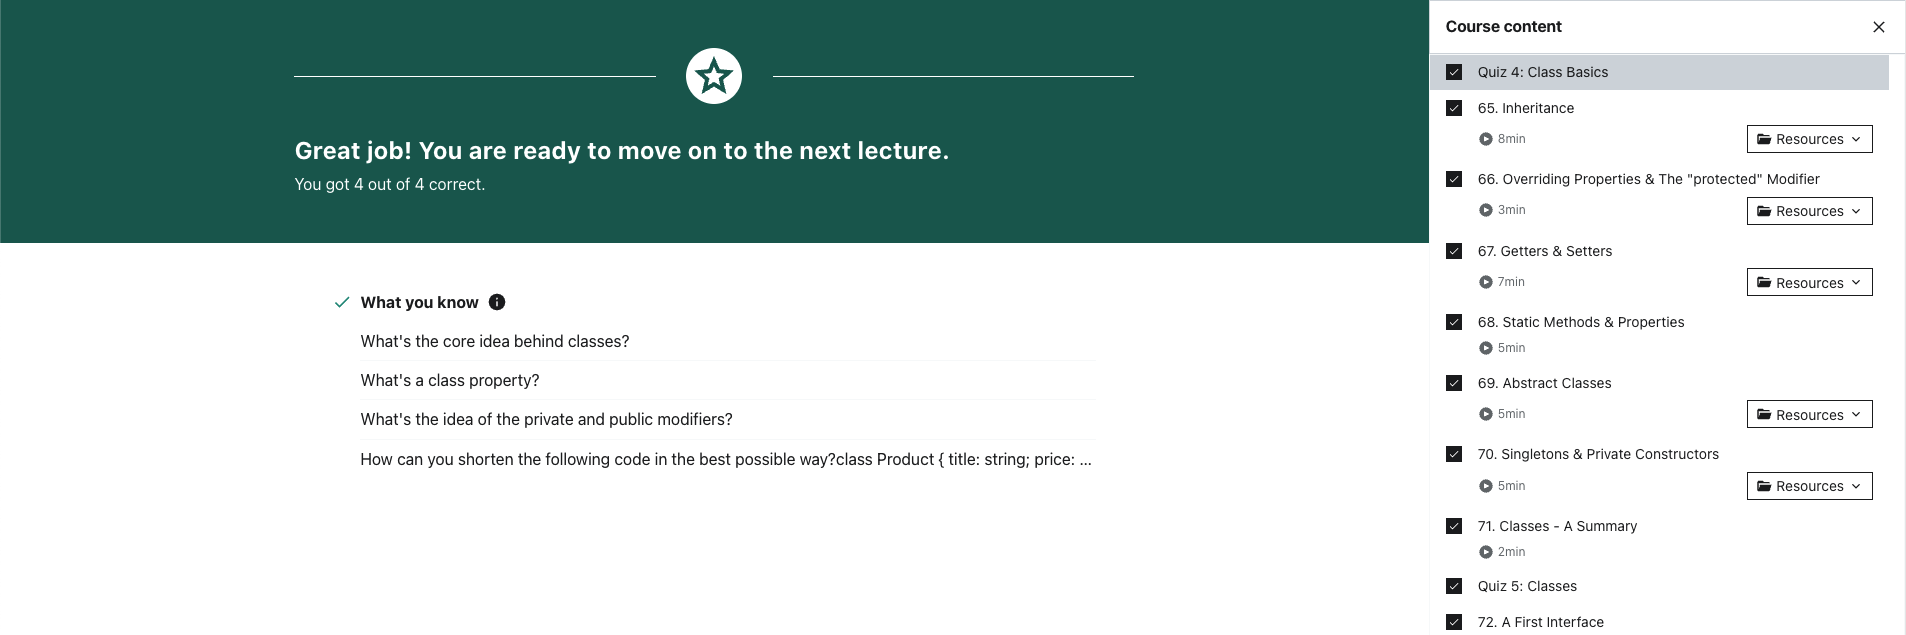 Great job! You are ready to move on to the next lecture.
You got 4 out of 4 correct.
What you know
What's the core idea behind classes?
What's a class property?
What's the idea of the private and public modifiers?
How can you shorten the following code in the best possible way?class Product { title: string; price: ...
Course content
Quiz 4: Class Basics
65. Inheritance
8min
Resources
66. Overriding Properties & The "protected" Modifier
3min
Resources
67. Getters & Setters
7min
Resources
68. Static Methods & Properties
5min
69. Abstract Classes
5min
Resources
70. Singletons & Private Constructors
5min
Resources
71. Classes - A Summary
2min
Quiz 5: Classes
72. A First Interface